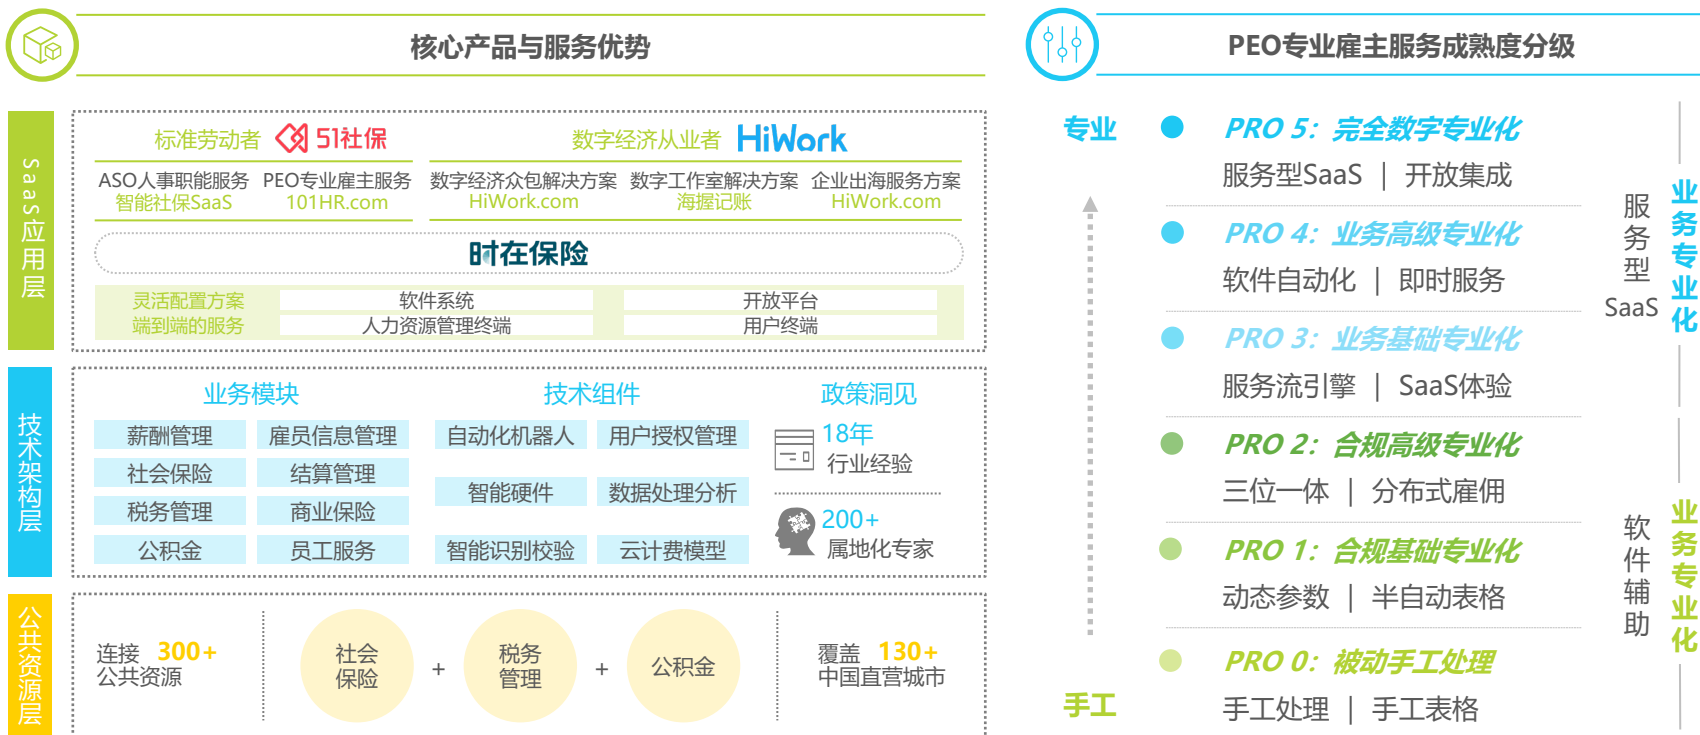 核心产品与服务优势
SaaS应用层
标准劳动者 51社保
数字经济从业者 HiWork
ASO人事职能服务 PEO专业雇主服务 数字经济众包解决方案 数字工作室解决方案 企业出海服务方案
智能社保SaaS 101HR.com HiWork.com 海握记账 HiWork.com
时在保险
灵活配置方案 软件系统 开放平台
端到端的服务 人力资源管理终端 用户终端
技术架构层
业务模块 技术组件 政策洞见
薪酬管理 雇员信息管理 自动化机器人 用户授权管理
18年
行业经验
社会保险 结算管理
智能硬件 数据处理分析
税务管理 商业保险
200+
属地化专家
公积金 员工服务 智能识别校验 云计费模型
公共资源层
连接 300+
公共资源
社会
保险
+
税务
管理
+
公积金
覆盖 130+
中国直营城市
PEO专业雇主服务成熟度分级
专业
PRO 5：完全数字专业化
服务型SaaS | 开放集成
PRO 4：业务高级专业化
软件自动化 | 即时服务
PRO 3：业务基础专业化
服务流引擎 | SaaS体验
PRO 2：合规高级专业化
三位一体 | 分布式雇佣
PRO 1：合规基础专业化
动态参数 | 半自动表格
PRO 0：被动手工处理
手工处理 | 手工表格
手工
服务型
SaaS
业务专业化
软件辅助
业务专业化